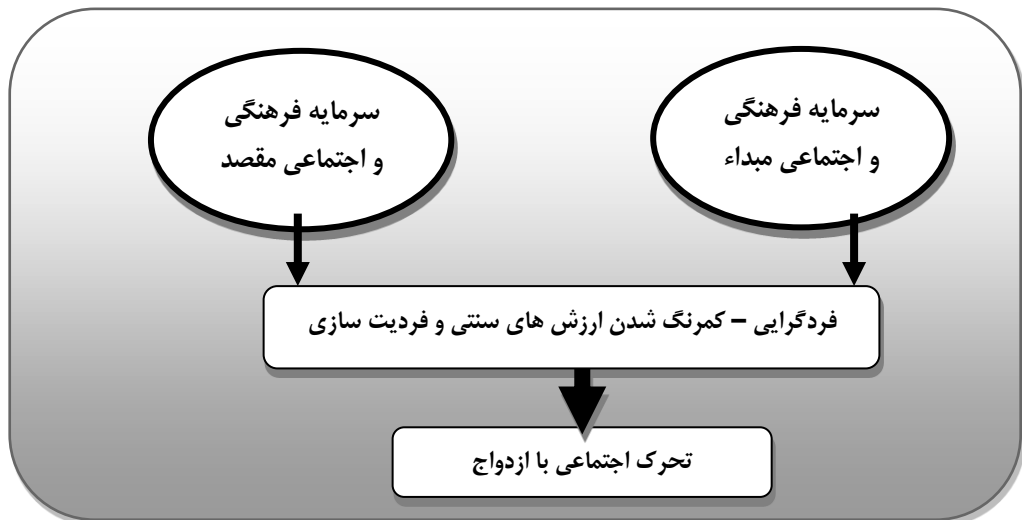 سرمایه فرهنگی
و اجتماعی مبداء
سرمایه فرهنگی
و اجتماعی مقصد
فردگرایی – کمرنگ شدن ارزش های سنتی و فردیت سازی
تحرک اجتماعی با ازدواج